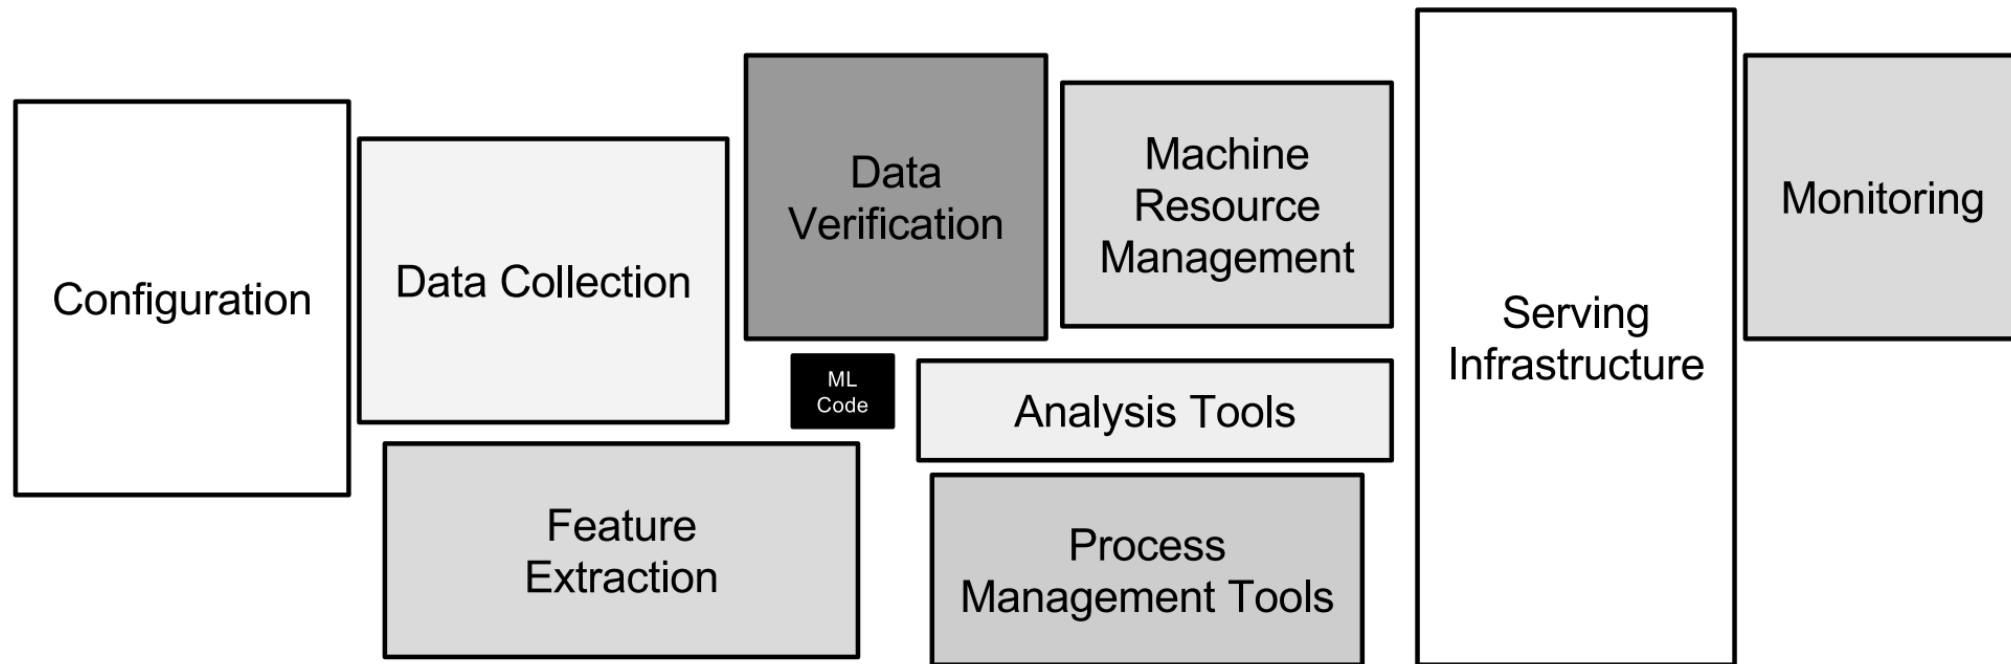 Configuration
Data Collection
Feature
Extraction
Data
Verification
ML
Code
Machine
Resource
Management
Analysis Tools
Process
Management Tools
Serving
Infrastructure
Monitoring